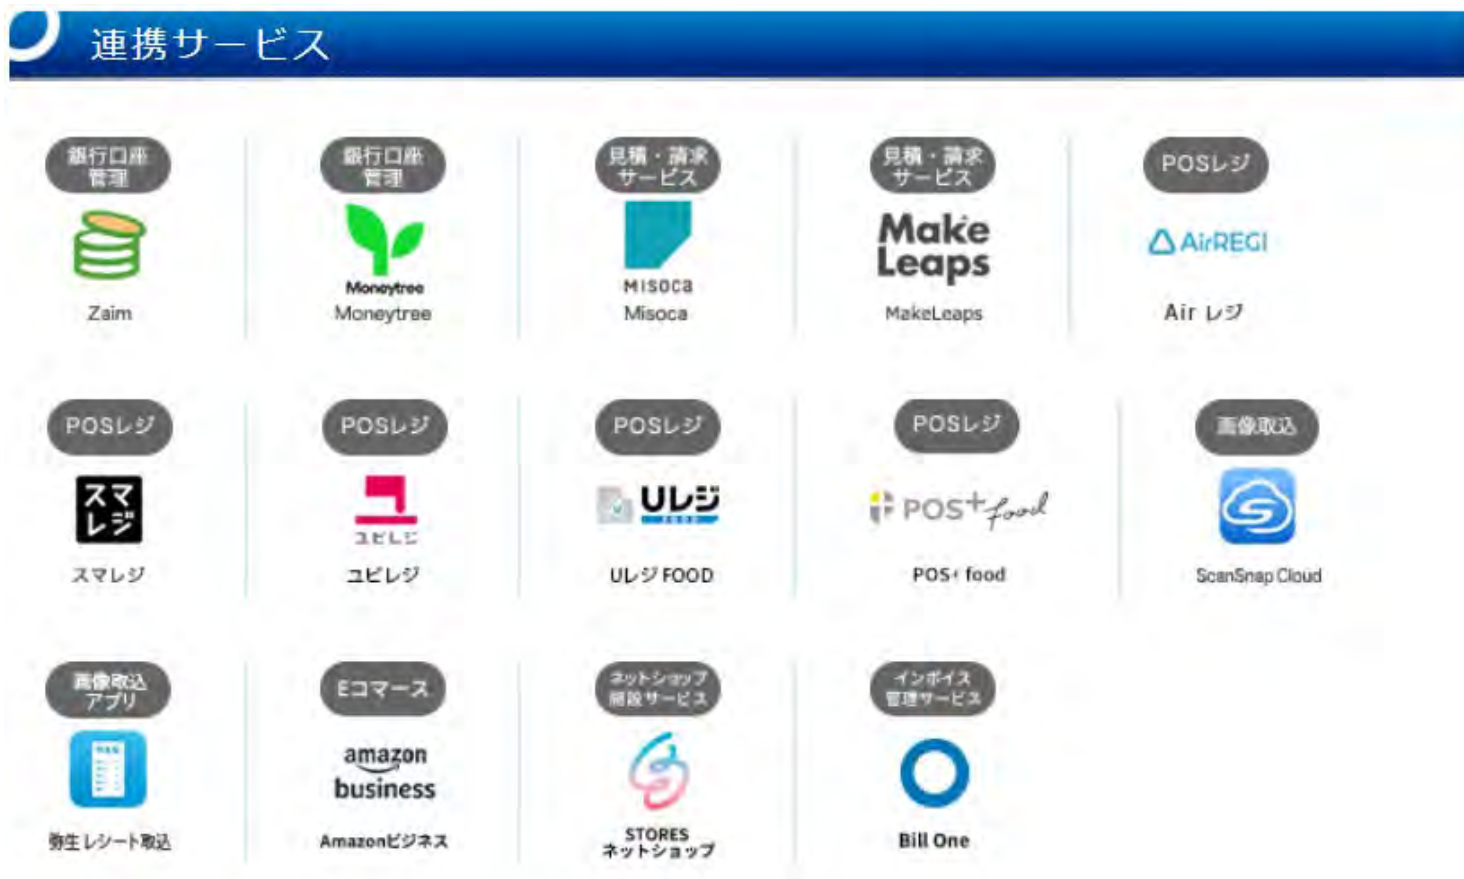 連携サービス
銀行口座
管理
Zaim
銀行口座
管理
Moneytree
Moneytree
見積・請求
サービス
MISOCA
Misoca
見積・請求
サービス
Make
Leaps
MakeLeaps
POSレジ
AirREGI
Air レジ
POSレジ
スマ
レジ
スマレジ
POSレジ
ユビレジ
ユビレジ
POSレジ
Uレジ
FOOD
Uレジ FOOD
POSレジ
POS+ food
POS+ food
画像取込
S
ScanSnap Cloud
画像取込
アプリ
弥生 レシート取込
Eコマース
amazon
business
Amazonビジネス
ネットショップ
開設サービス
STORES
ネットショップ
インボイス
管理サービス
Bill One